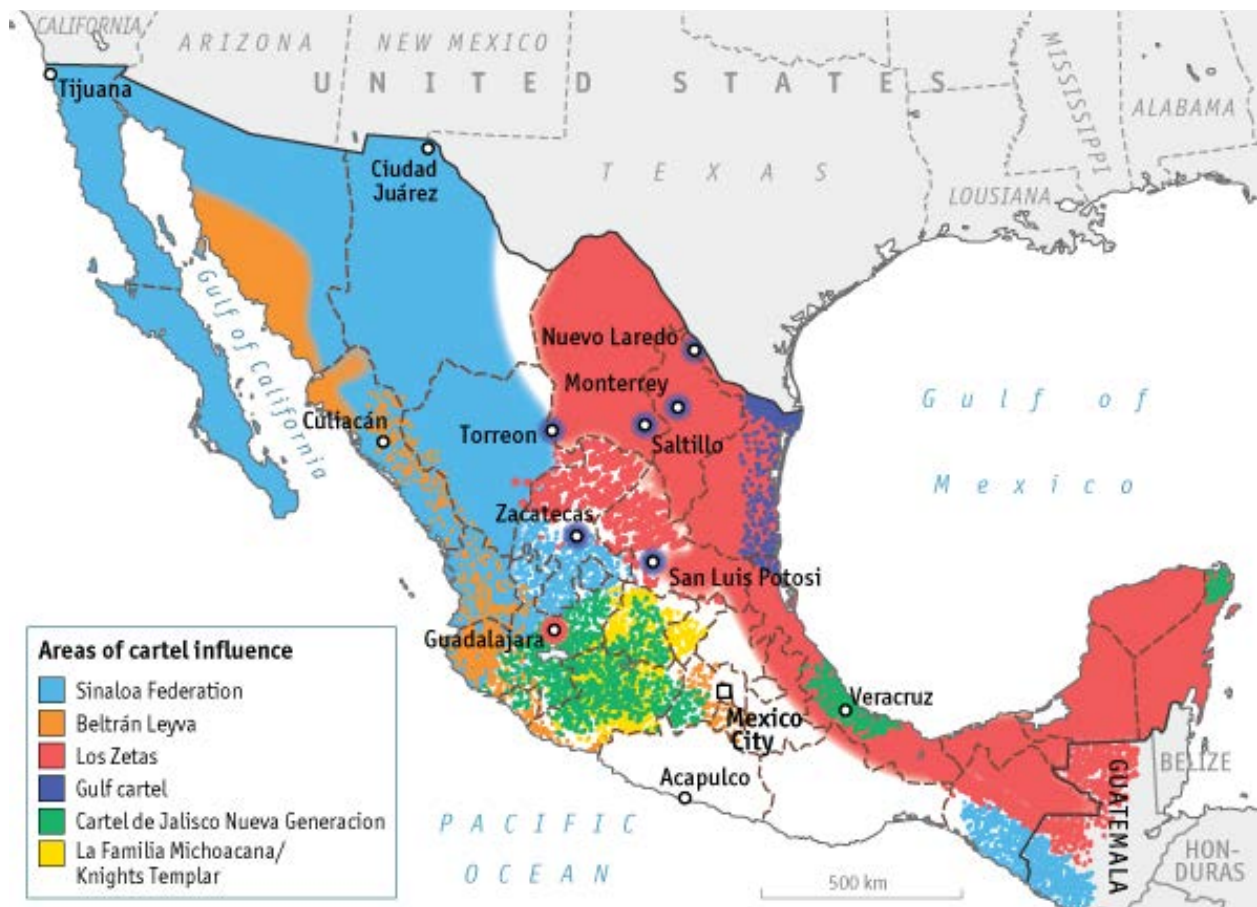 CALIFORNIA
ARIZONA
NEW MEXICO
MISSISSIPPI
ALABAMA
UNITED STATES
Tijuana
Ciudad
Juárez
TEXAS
LOUSIANA
Gulf of California
Nuevo Laredo
Monterrey
Gulf of
Mexico
Culiacán
Torreon
Saltillo
Zacatecas
San Luis Potosi
Guadalajara
Veracruz
Mexico
City
Acapulco
BELIZE
GUATEMALA
HON-
DURAS
PACIFIC
OCEAN
500 km
Areas of cartel influence
Sinaloa Federation
Beltrán Leyva
Los Zetas
Gulf cartel
Cartel de Jalisco Nueva Generacion
La Familia Michoacana/
Knights Templar